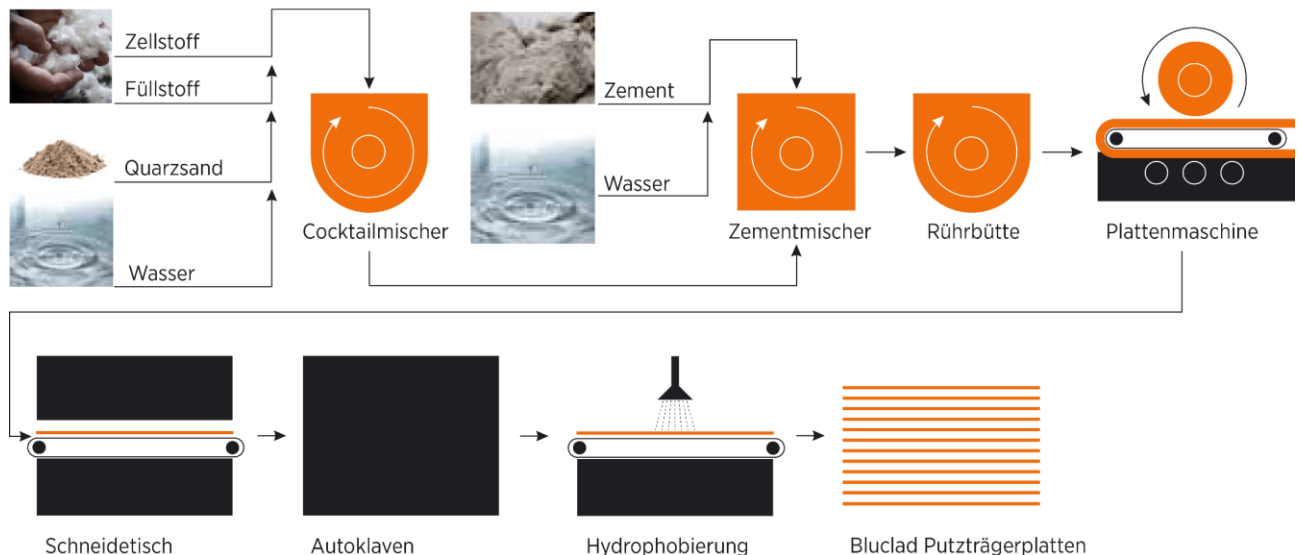 Zellstoff
Füllstoff
Quarzsand
Wasser
Cocktailmischer
Zement
Wasser
Zementmischer
Rührbütte
Plattenmaschine
Schneidetisch
Autoklaven
Hydrophobierung
Bluclad Putzträgerplatten